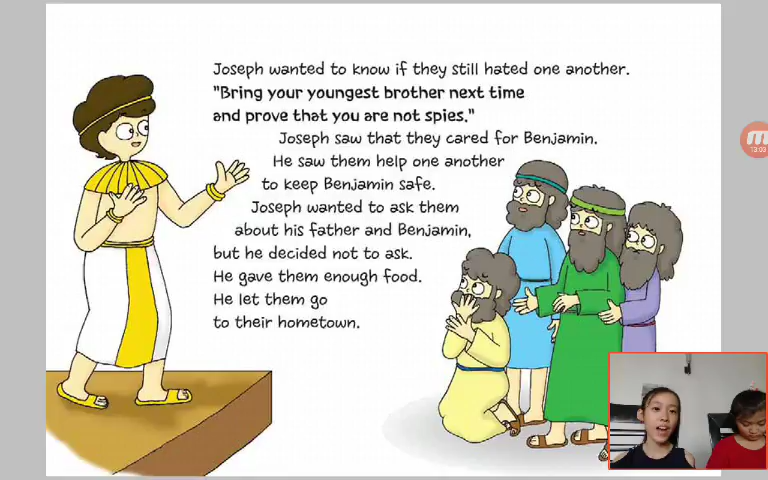 Joseph wanted to know if they still hated one another.
"Bring your youngest brother next time
and prove that you are not spies."
Joseph saw that they cared for Benjamin.
He saw them help one another
to keep Benjamin safe.
Joseph wanted to ask them
about his father and Benjamin,
but he decided not to ask.
He gave them enough food.
He let them go
to their hometown.